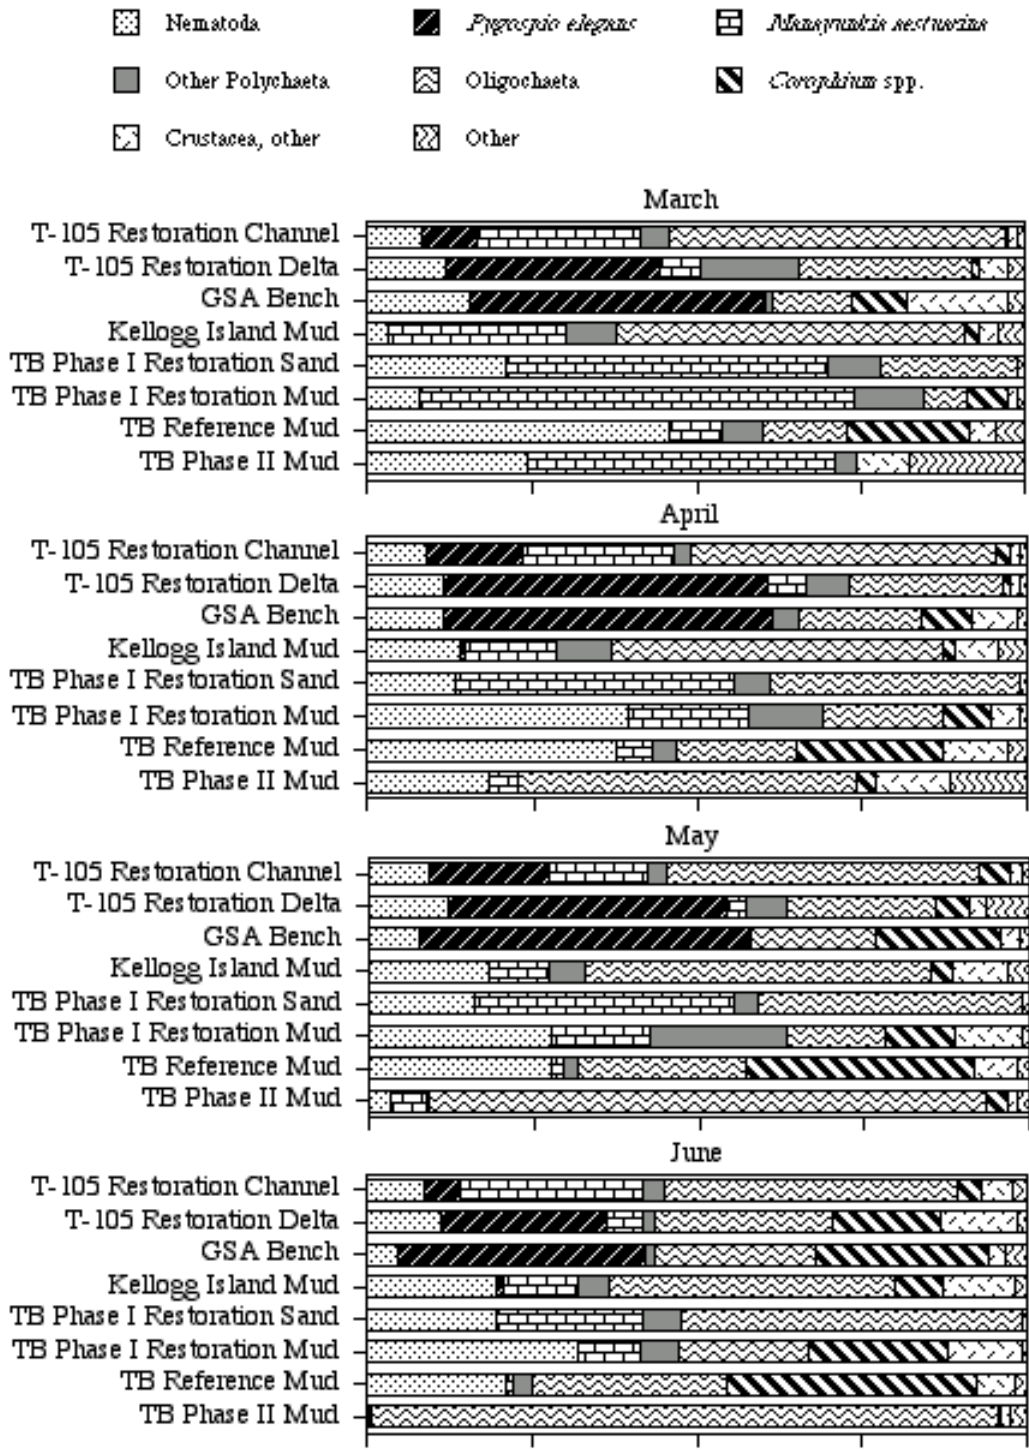 Nematoda Pygospio elegans Manayunkia aestuarina
Other Polychaeta Oligochaeta Corophium spp.
Crustacea, other Other
March
T-105 Restoration Channel
T-105 Restoration Delta
GSA Bench
Kellogg Island Mud
TB Phase I Restoration Sand
TB Phase I Restoration Mud
TB Reference Mud
TB Phase II Mud
April
T-105 Restoration Channel
T-105 Restoration Delta
GSA Bench
Kellogg Island Mud
TB Phase I Restoration Sand
TB Phase I Restoration Mud
TB Reference Mud
TB Phase II Mud
May
T-105 Restoration Channel
T-105 Restoration Delta
GSA Bench
Kellogg Island Mud
TB Phase I Restoration Sand
TB Phase I Restoration Mud
TB Reference Mud
TB Phase II Mud
June
T-105 Restoration Channel
T-105 Restoration Delta
GSA Bench
Kellogg Island Mud
TB Phase I Restoration Sand
TB Phase I Restoration Mud
TB Reference Mud
TB Phase II Mud